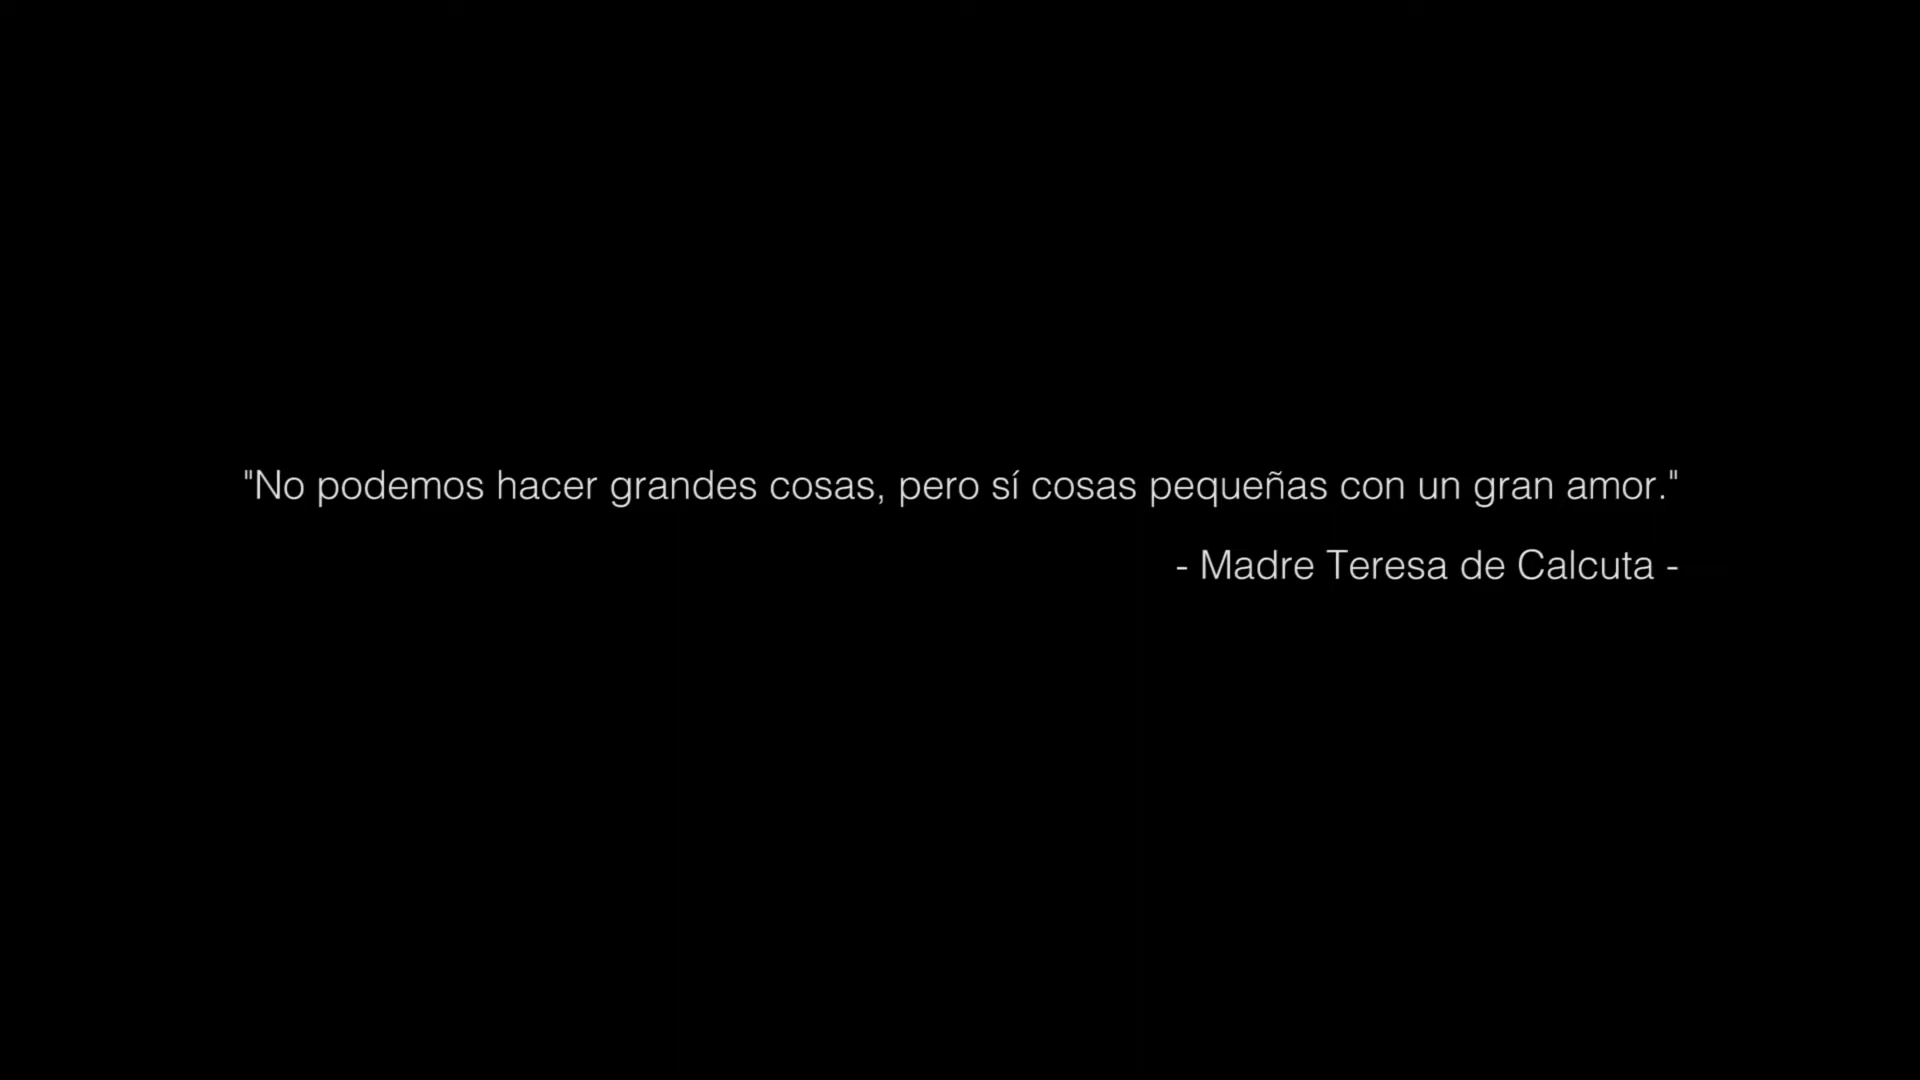 "No podemos hacer grandes cosas, pero sí cosas pequeñas con un gran amor."
- Madre Teresa de Calcuta -